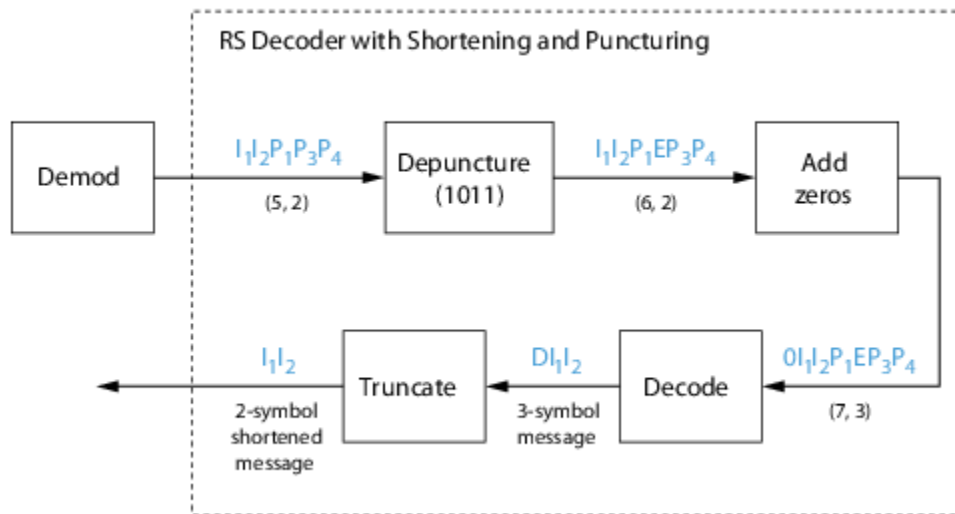 RS Decoder with Shortening and Puncturing
Demod
I₁I₂P₁P₃P₄
(5, 2)
Depuncture
(1011)
I₁I₂P₁EP₃P₄
(6, 2)
Add
zeros
0I₁I₂P₁EP₃P₄
(7, 3)
Decode
DI₁I₂
3-symbol
message
Truncate
I₁I₂
2-symbol
shortened
message